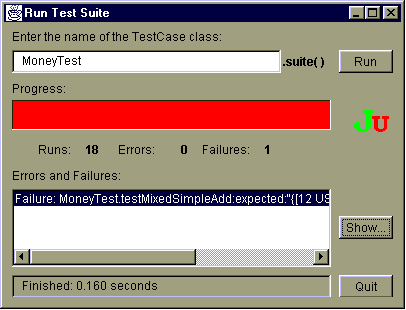 Run Test Suite
Enter the name of the TestCase class:
MoneyTest .suite( ) Run
Progress:
JU
Runs: 18 Errors: 0 Failures: 1
Errors and Failures:
Failure: MoneyTest.testMixedSimpleAdd:expected:"{[12 US
Show...
Finished: 0.160 seconds Quit